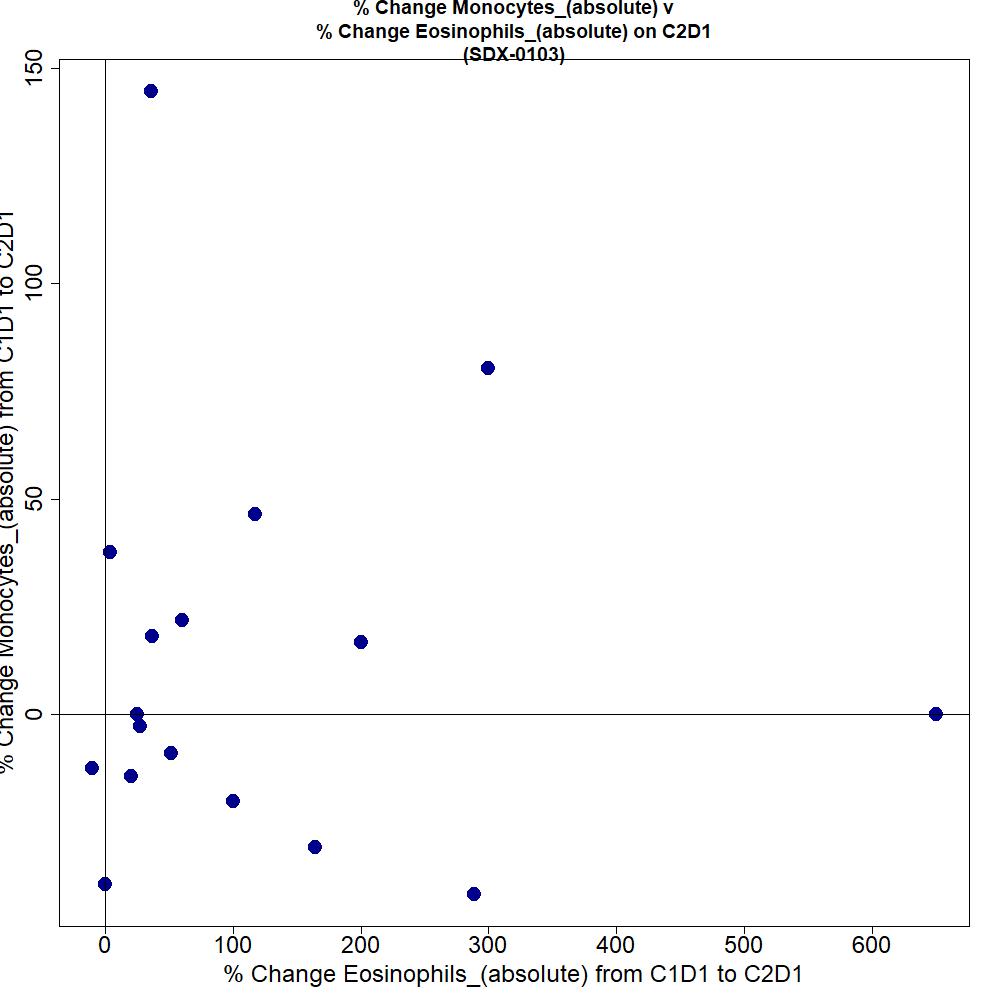 % Change Monocytes_(absolute) v
% Change Eosinophils_(absolute) on C2D1
(SDX-0103)
150
100
50
0
% Change Monocytes_(absolute) from C1D1 to C2D1
0
100
200
300
400
500
600
% Change Eosinophils_(absolute) from C1D1 to C2D1